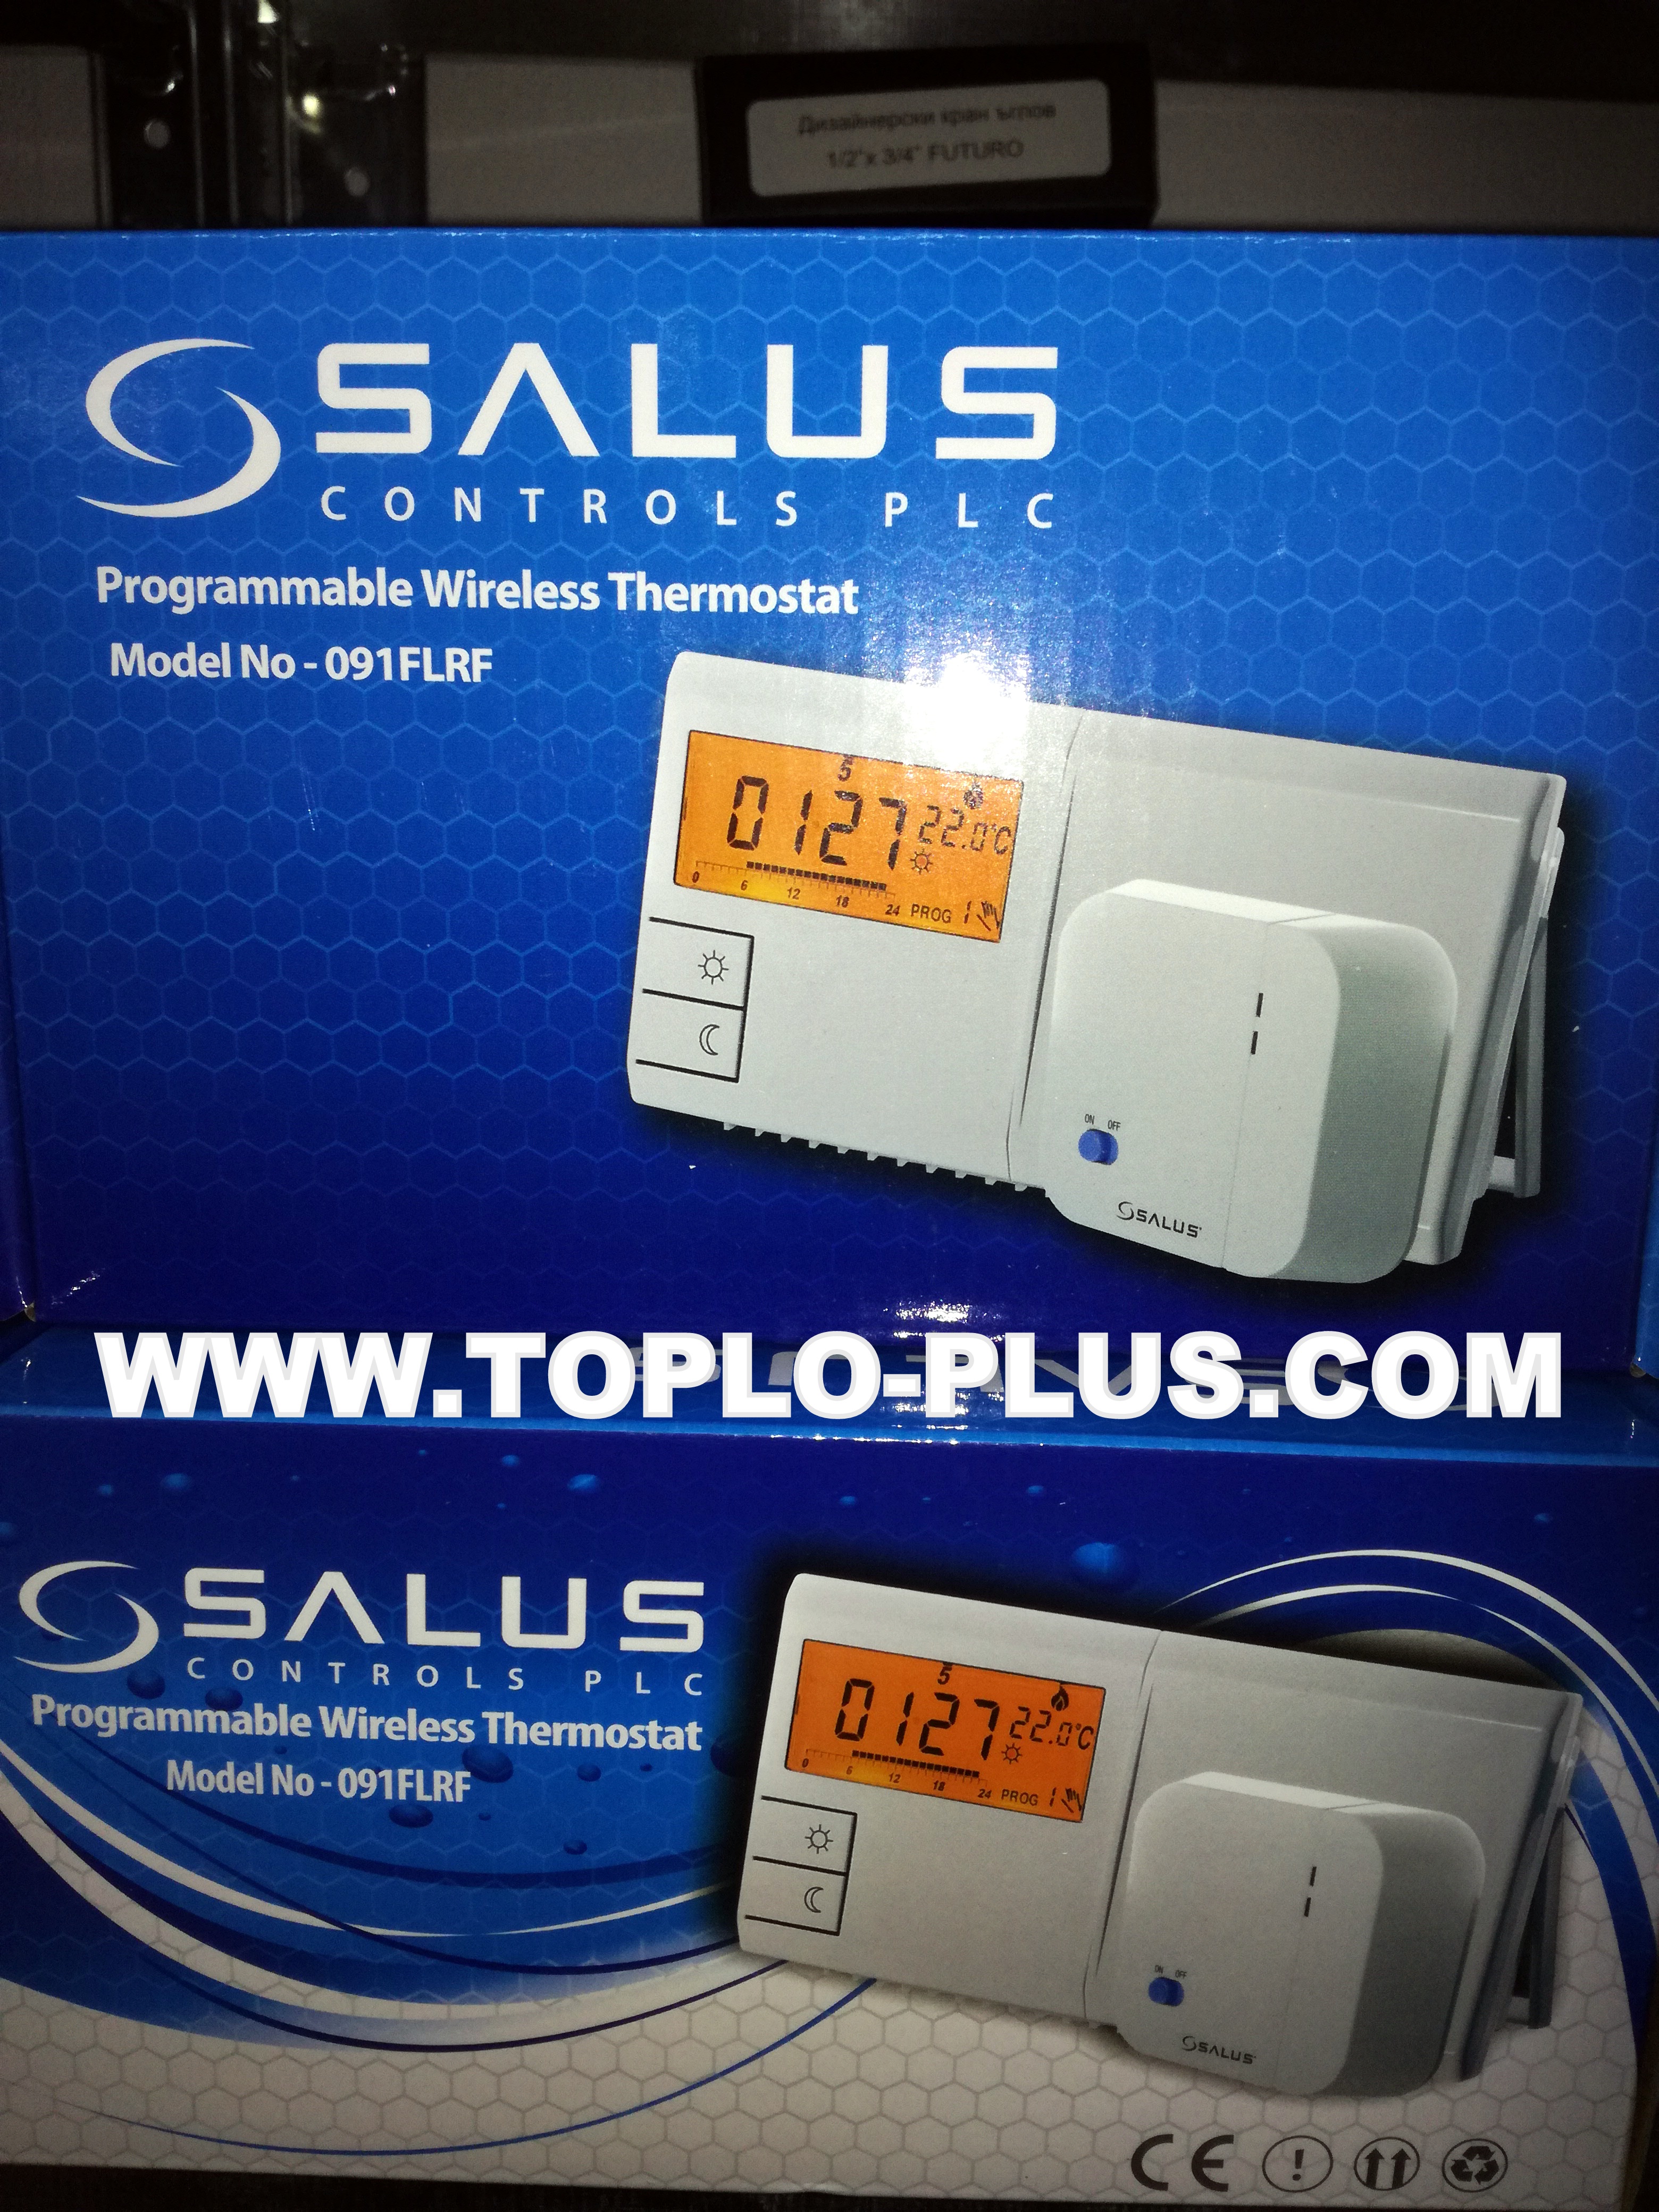 Дизайнерски кран ъглов
1/2"x 3/4" FUTURO
SALUS
CONTROLS PLC
Programmable Wireless Thermostat
Model No - 091FLRF
5
0127 22.0°C
0 6 12 18 24 PROG 1
ON OFF
SALUS
WWW.TOPLO-PLUS.COM
SALUS
CONTROLS PLC
Programmable Wireless Thermostat
Model No - 091FLRF
5
0127 22.0°C
0 6 12 18 24 PROG 1
ON OFF
SALUS
CE